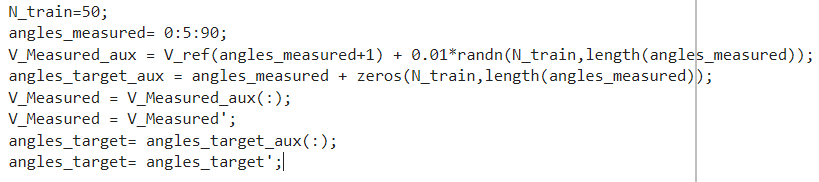 N_train=50;
angles_measured= 0:5:90;
V_Measured_aux = V_ref(angles_measured+1) + 0.01*randn(N_train,length(angles_measured));
angles_target_aux = angles_measured + zeros(N_train,length(angles_measured));
V_Measured = V_Measured_aux(:);
V_Measured = V_Measured';
angles_target= angles_target_aux(:);
angles_target= angles_target';